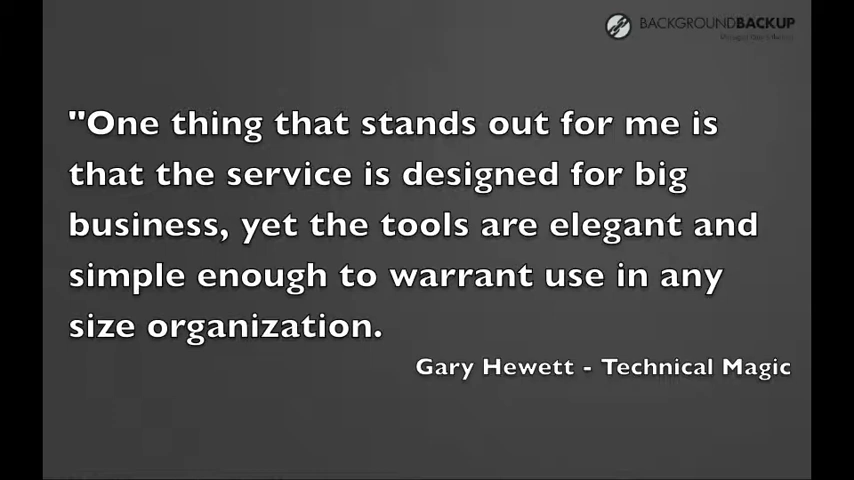 BACKGROUNDBACKUP
"One thing that stands out for me is
that the service is designed for big
business, yet the tools are elegant and
simple enough to warrant use in any
size organization.
Gary Hewett - Technical Magic